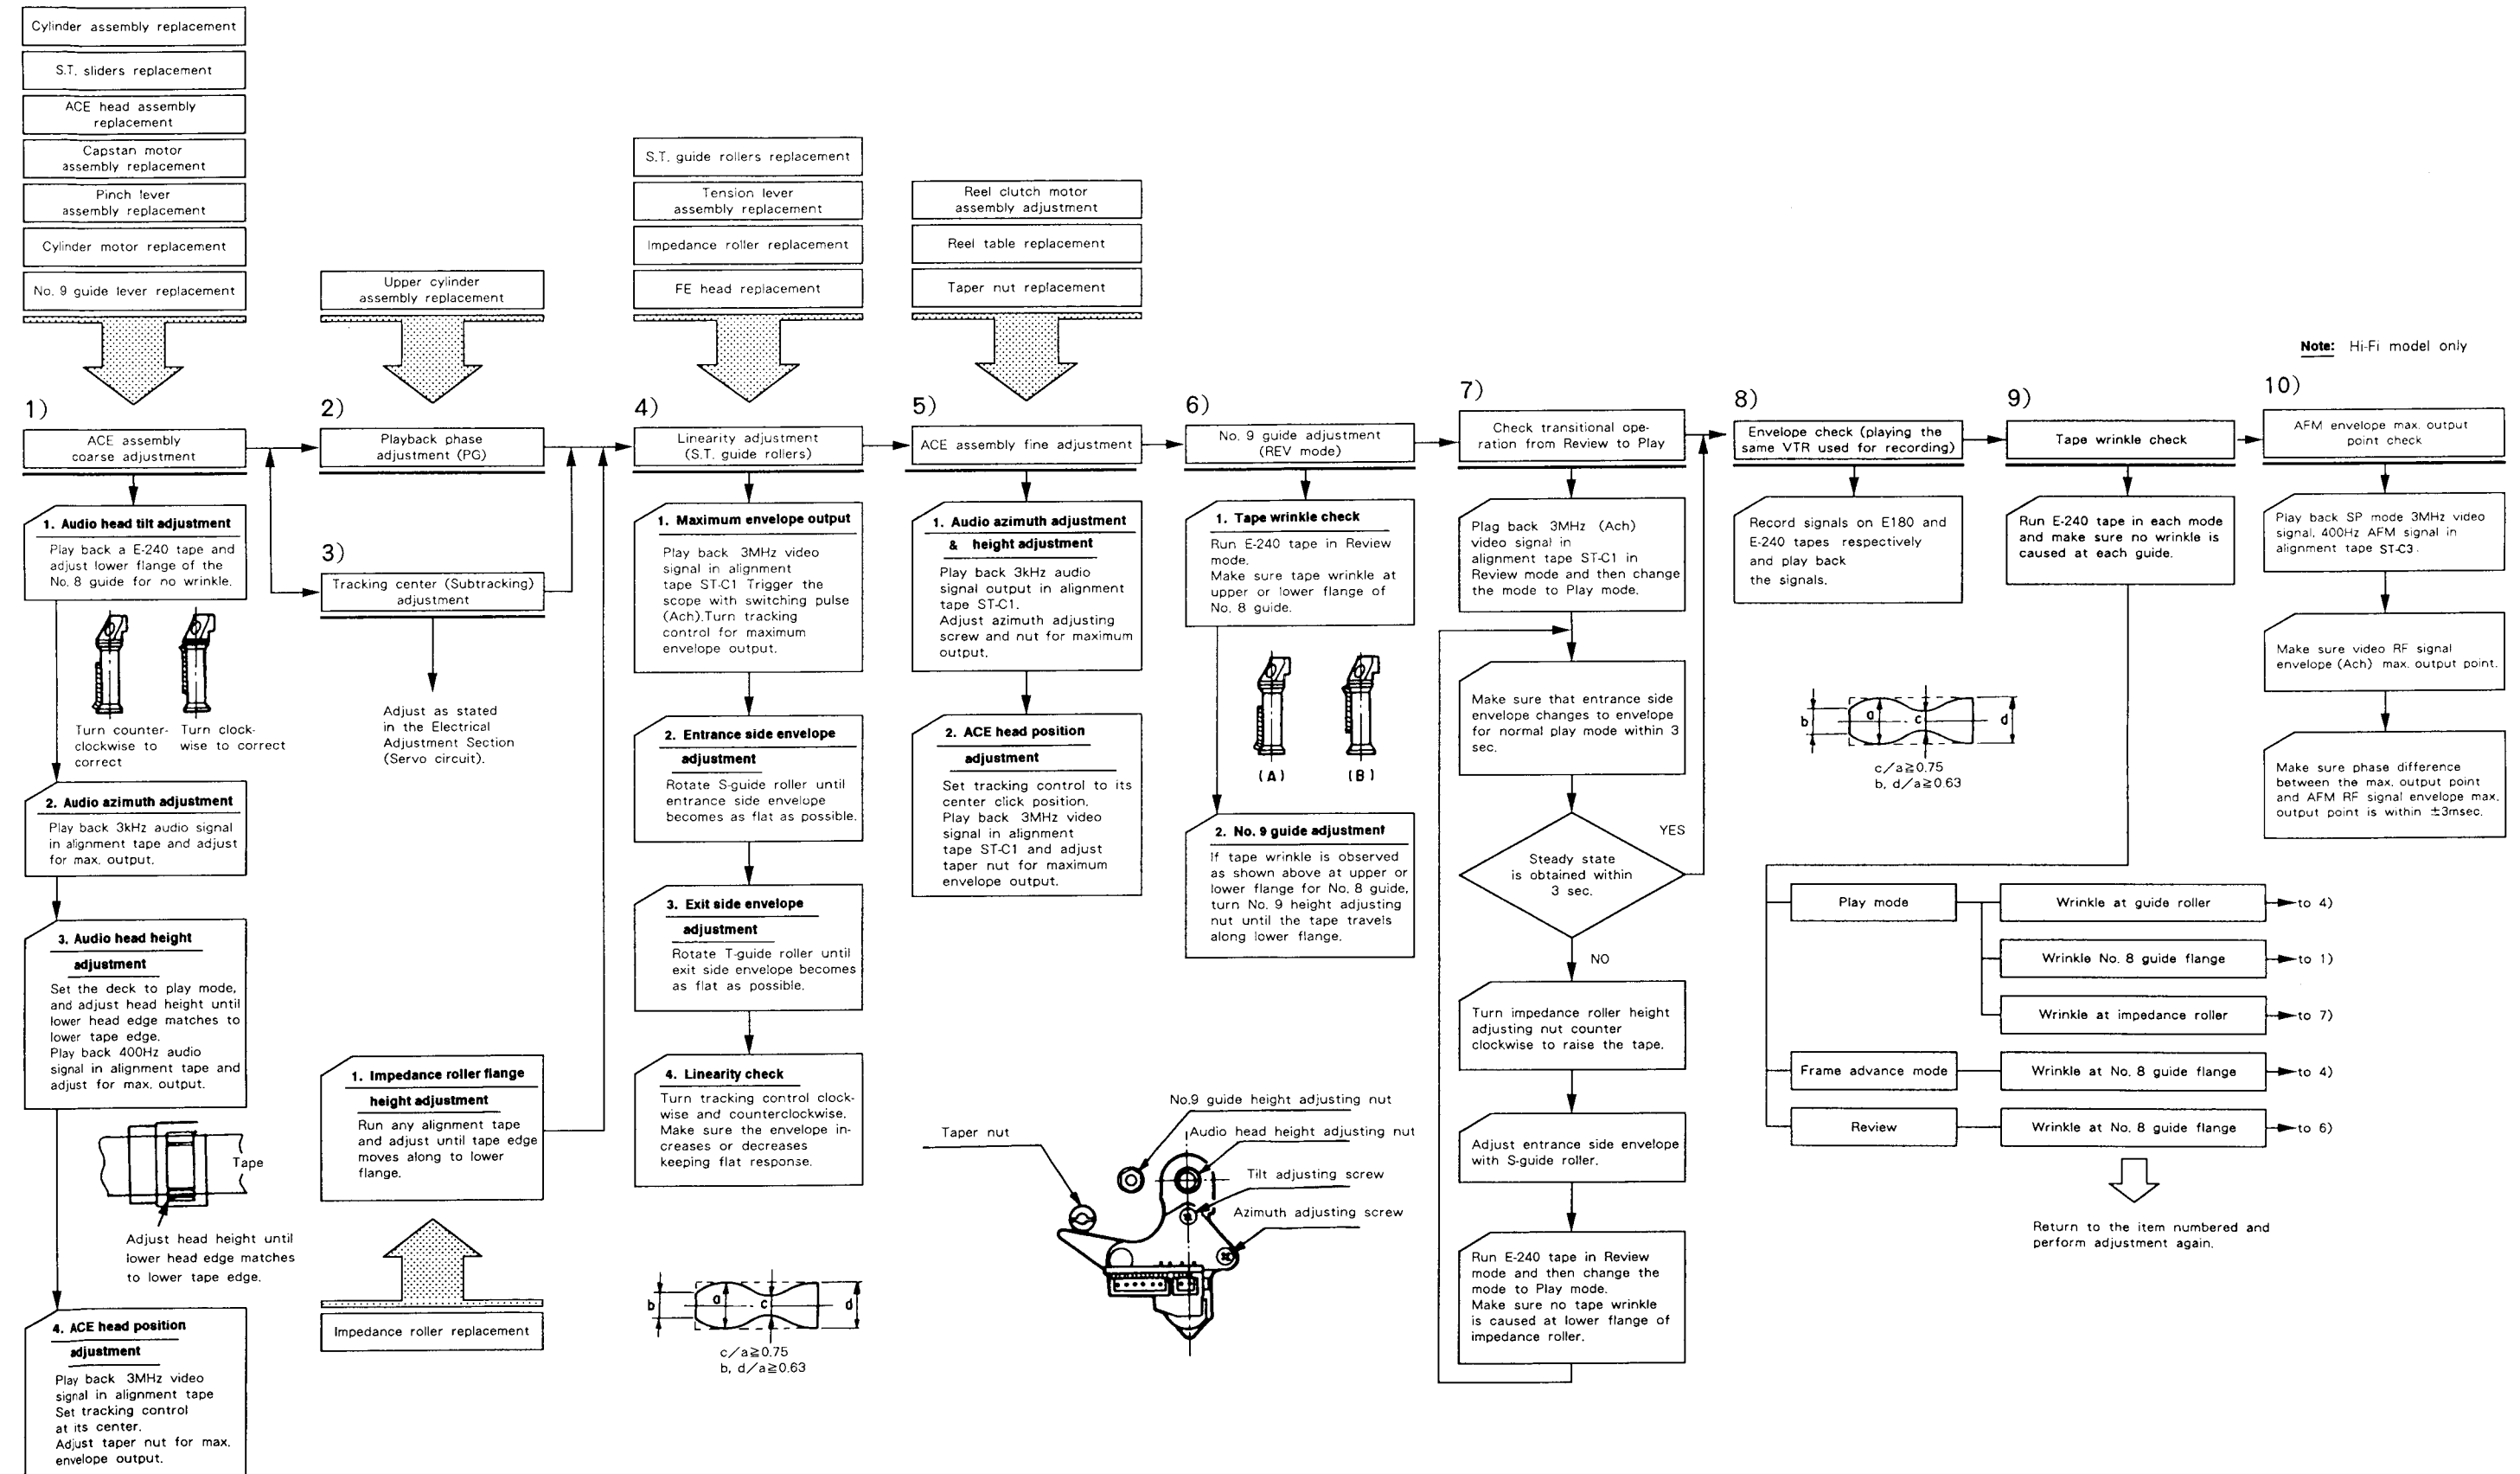 Cylinder assembly replacement
S.T. sliders replacement
ACE head assembly
replacement
Capstan motor
assembly replacement
Pinch lever
assembly replacement
Cylinder motor replacement
No. 9 guide lever replacement
1)
ACE assembly
coarse adjustment
1. Audio head tilt adjustment
Play back a E-240 tape and
adjust lower flange of the
No. 8 guide for no wrinkle.
Turn counter-
clockwise to
correct
Turn clock-
wise to correct
2. Audio azimuth adjustment
Play back 3kHz audio signal
in alignment tape and adjust
for max. output.
3. Audio head height
adjustment
Set the deck to play mode,
and adjust head height until
lower head edge matches to
lower tape edge.
Play back 400Hz audio
signal in alignment tape and
adjust for max. output.
Tape
Adjust head height until
lower head edge matches
to lower tape edge.
4. ACE head position
adjustment
Play back 3MHz video
signal in alignment tape
Set tracking control
at its center.
Adjust taper nut for max.
envelope output.
Upper cylinder
assembly replacement
2)
Playback phase
adjustment (PG)
3)
Tracking center (Subtracking)
adjustment
Adjust as stated
in the Electrical
Adjustment Section
(Servo circuit).
1. Impedance roller flange
height adjustment
Run any alignment tape
and adjust until tape edge
moves along to lower
flange.
Impedance roller replacement
S.T. guide rollers replacement
Tension lever
assembly replacement
Impedance roller replacement
FE head replacement
4)
Linearity adjustment
(S.T. guide rollers)
1. Maximum envelope output
Play back 3MHz video
signal in alignment
tape ST-C1 Trigger the
scope with switching pulse
(Ach).Turn tracking
control for maximum
envelope output.
2. Entrance side envelope
adjustment
Rotate S-guide roller until
entrance side envelope
becomes as flat as possible.
3. Exit side envelope
adjustment
Rotate T-guide roller until
exit side envelope becomes
as flat as possible.
4. Linearity check
Turn tracking control clock-
wise and counterclockwise.
Make sure the envelope in-
creases or decreases
keeping flat response.
b a c d
c/a≧0.75
b, d/a≧0.63
Reel clutch motor
assembly adjustment
Reel table replacement
Taper nut replacement
5)
ACE assembly fine adjustment
1. Audio azimuth adjustment
& height adjustment
Play back 3kHz audio
signal output in alignment
tape ST-C1.
Adjust azimuth adjusting
screw and nut for maximum
output.
2. ACE head position
adjustment
Set tracking control to its
center click position.
Play back 3MHz video
signal in alignment
tape ST-C1 and adjust
taper nut for maximum
envelope output.
Taper nut
No.9 guide height adjusting nut
Audio head height adjusting nut
Tilt adjusting screw
Azimuth adjusting screw
6)
No. 9 guide adjustment
(REV mode)
1. Tape wrinkle check
Run E-240 tape in Review
mode.
Make sure tape wrinkle at
upper or lower flange of
No. 8 guide.
(A) (B)
2. No. 9 guide adjustment
If tape wrinkle is observed
as shown above at upper or
lower flange for No. 8 guide,
turn No. 9 height adjusting
nut until the tape travels
along lower flange.
7)
Check transitional ope-
ration from Review to Play
Plag back 3MHz (Ach)
video signal in
alignment tape ST-C1 in
Review mode and then change
the mode to Play mode.
Make sure that entrance side
envelope changes to envelope
for normal play mode within 3
sec.
Steady state
is obtained within
3 sec.
YES
NO
Turn impedance roller height
adjusting nut counter
clockwise to raise the tape.
Adjust entrance side envelope
with S-guide roller.
Run E-240 tape in Review
mode and then change the
mode to Play mode.
Make sure no tape wrinkle
is caused at lower flange of
impedance roller.
8)
Envelope check (playing the
same VTR used for recording)
Record signals on E180 and
E-240 tapes respectively
and play back
the signals.
b a c d
c/a≧0.75
b, d/a≧0.63
9)
Tape wrinkle check
Run E-240 tape in each mode
and make sure no wrinkle is
caused at each guide.
Play mode
Wrinkle at guide roller
to 4)
Wrinkle No. 8 guide flange
to 1)
Wrinkle at impedance roller
to 7)
Frame advance mode
Wrinkle at No. 8 guide flange
to 4)
Review
Wrinkle at No. 8 guide flange
to 6)
Return to the item numbered and
perform adjustment again.
Note: Hi-Fi model only
10)
AFM envelope max. output
point check
Play back SP mode 3MHz video
signal, 400Hz AFM signal in
alignment tape ST-C3.
Make sure video RF signal
envelope (Ach) max. output point.
Make sure phase difference
between the max. output point
and AFM RF signal envelope max.
output point is within ±3msec.